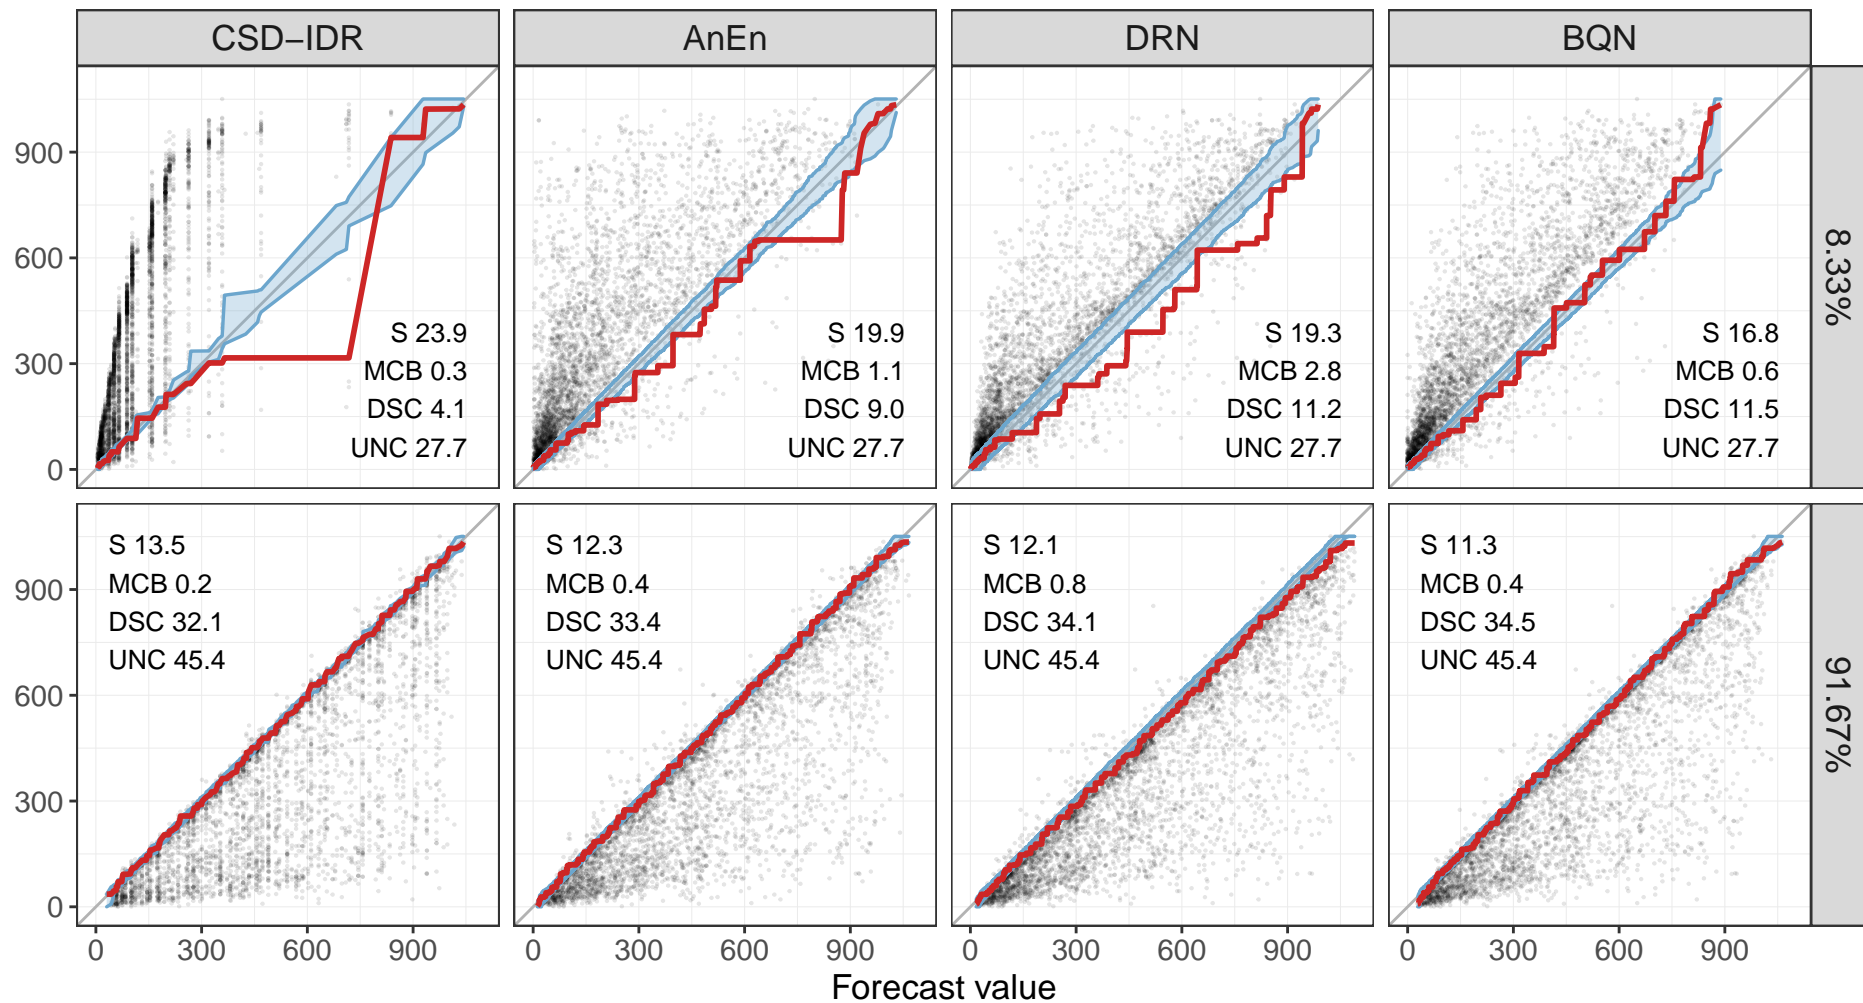 CSD–IDR
AnEn
DRN
BQN
900
600
300
0
S 23.9
MCB 0.3
DSC 4.1
UNC 27.7
S 19.9
MCB 1.1
DSC 9.0
UNC 27.7
S 19.3
MCB 2.8
DSC 11.2
UNC 27.7
S 16.8
MCB 0.6
DSC 11.5
UNC 27.7
8.33%
900
600
300
0
S 13.5
MCB 0.2
DSC 32.1
UNC 45.4
S 12.3
MCB 0.4
DSC 33.4
UNC 45.4
S 12.1
MCB 0.8
DSC 34.1
UNC 45.4
S 11.3
MCB 0.4
DSC 34.5
UNC 45.4
91.67%
0 300 600 900
0 300 600 900
0 300 600 900
0 300 600 900
Forecast value